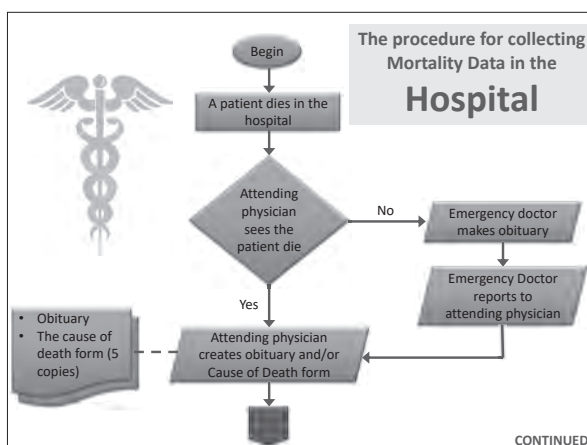 The procedure for collecting
Mortality Data in the
Hospital
Begin
A patient dies in the
hospital
Attending
physician
sees the
patient die
No
Emergency doctor
makes obituary
Emergency Doctor
reports to
attending physician
Yes
Attending physician
creates obituary and/or
Cause of Death form
• Obituary
• The cause of
death form (5
copies)
CONTINUED